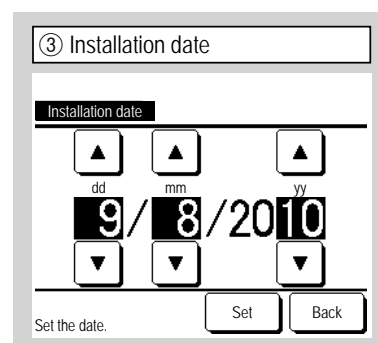 ③ Installation date
Installation date
▲ ▲ ▲
dd mm yy
9/ 8/2010
▼ ▼ ▼
Set the date. Set Back